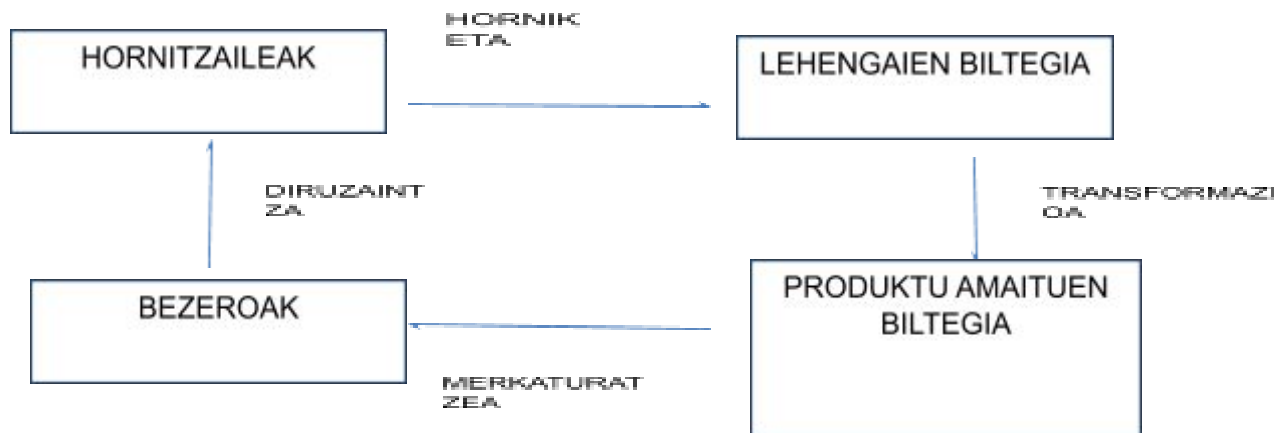 HORNIK
ETA
HORNITZAILEAK
LEHENGAIEN BILTEGIA
DIRUZAINT
ZA
TRANSFORMAZI
OA
BEZEROAK
PRODUKTU AMAITUEN
BILTEGIA
MERKATURAT
ZEA